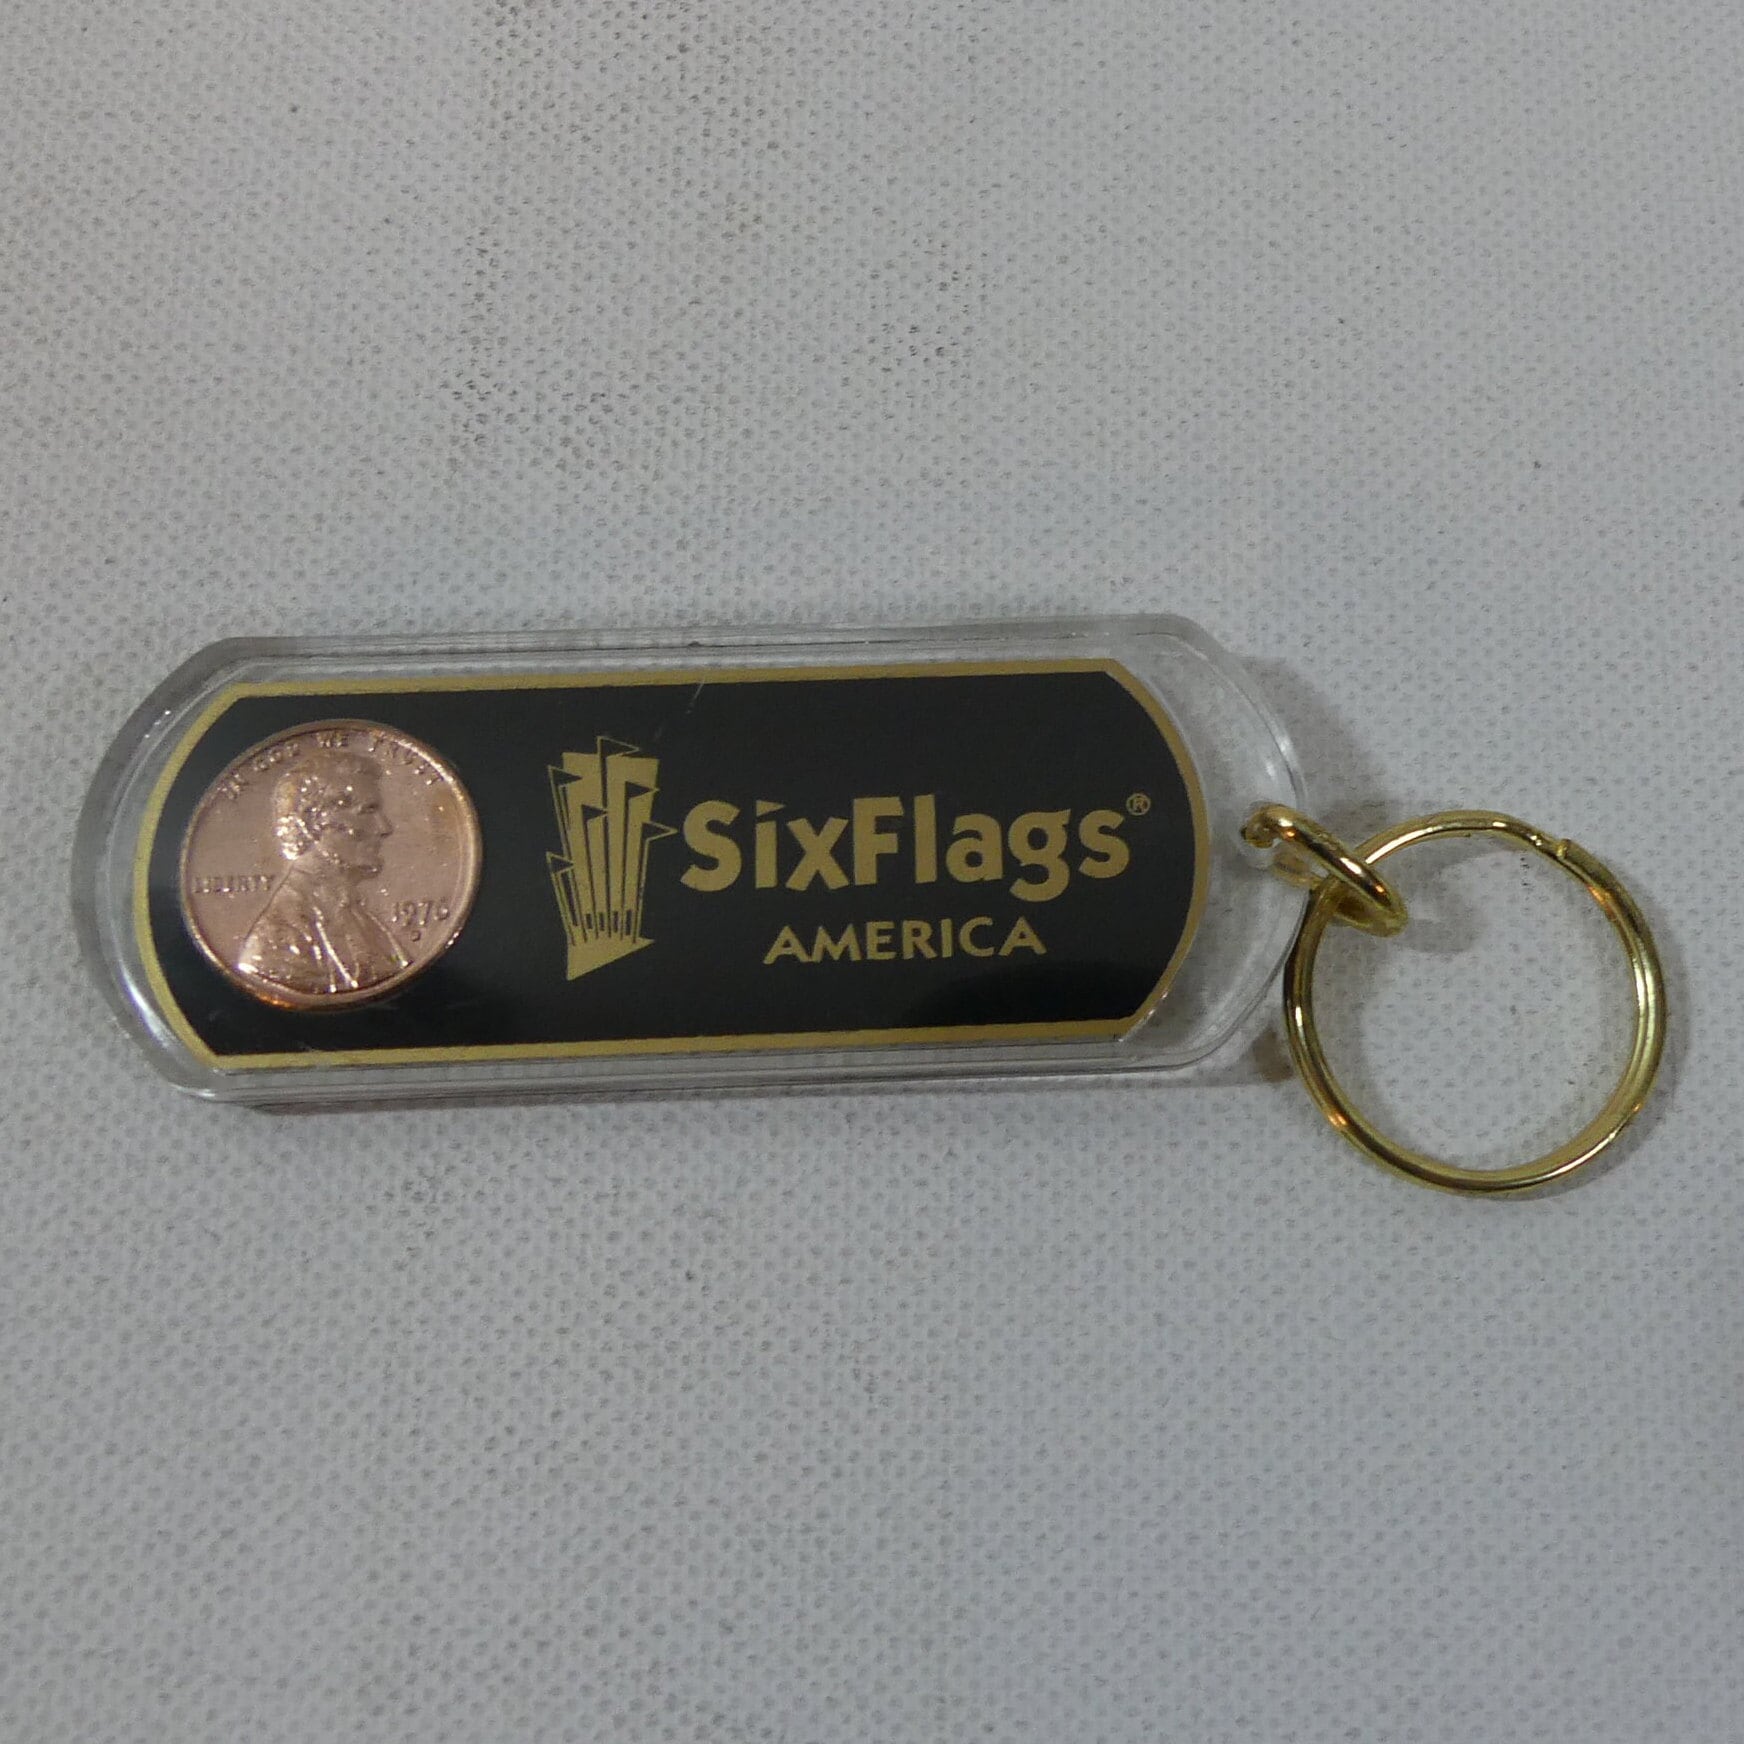 IN GOD WE TRUST
LIBERTY
1976
D
SixFlags®
AMERICA